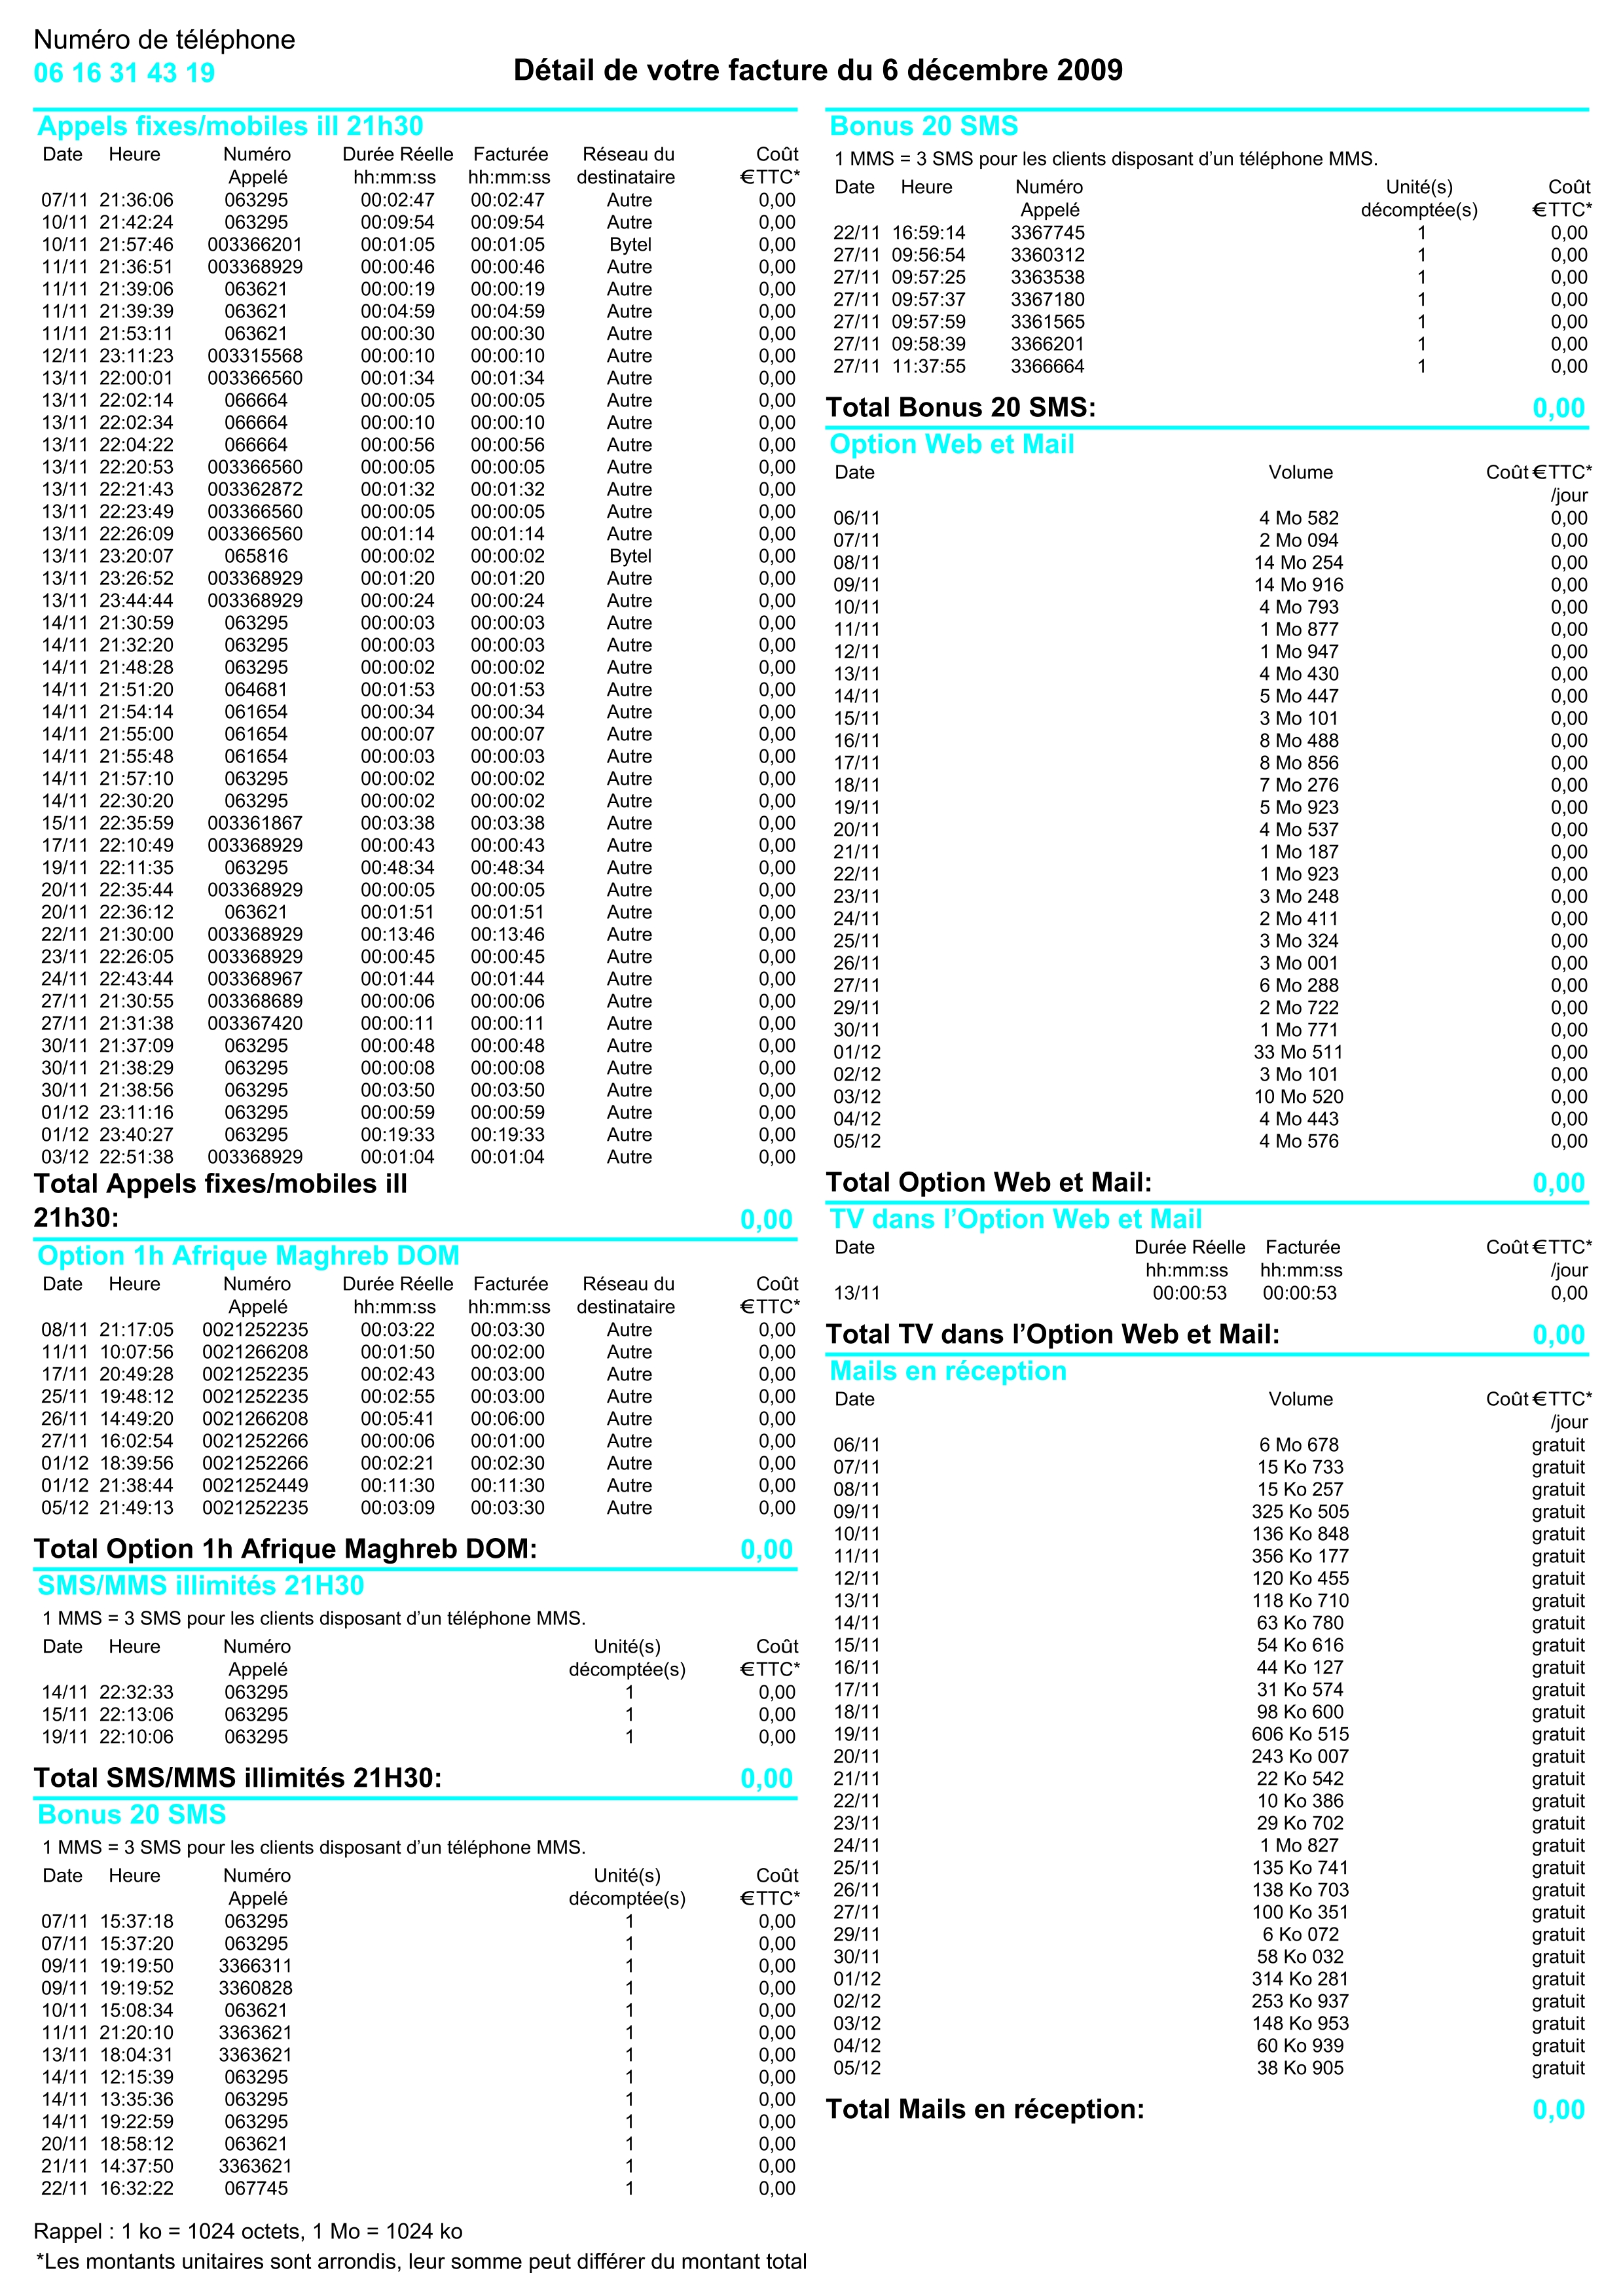 Numéro de téléphone
06 16 31 43 19
Détail de votre facture du 6 décembre 2009
Appels fixes/mobiles ill 21h30
Date Heure Numéro Durée Réelle Facturée Réseau du Coût
Appelé hh:mm:ss hh:mm:ss destinataire €TTC*
07/11 21:36:06 063295 00:02:47 00:02:47 Autre 0,00
10/11 21:42:24 063295 00:09:54 00:09:54 Autre 0,00
10/11 21:57:46 003366201 00:01:05 00:01:05 Bytel 0,00
11/11 21:36:51 003368929 00:00:46 00:00:46 Autre 0,00
11/11 21:39:06 063621 00:00:19 00:00:19 Autre 0,00
11/11 21:39:39 063621 00:04:59 00:04:59 Autre 0,00
11/11 21:53:11 063621 00:00:30 00:00:30 Autre 0,00
12/11 23:11:23 003315568 00:00:10 00:00:10 Autre 0,00
13/11 22:00:01 003366560 00:01:34 00:01:34 Autre 0,00
13/11 22:02:14 066664 00:00:05 00:00:05 Autre 0,00
13/11 22:02:34 066664 00:00:10 00:00:10 Autre 0,00
13/11 22:04:22 066664 00:00:56 00:00:56 Autre 0,00
13/11 22:20:53 003366560 00:00:05 00:00:05 Autre 0,00
13/11 22:21:43 003362872 00:01:32 00:01:32 Autre 0,00
13/11 22:23:49 003366560 00:00:05 00:00:05 Autre 0,00
13/11 22:26:09 003366560 00:01:14 00:01:14 Autre 0,00
13/11 23:20:07 065816 00:00:02 00:00:02 Bytel 0,00
13/11 23:26:52 003368929 00:01:20 00:01:20 Autre 0,00
13/11 23:44:44 003368929 00:00:24 00:00:24 Autre 0,00
14/11 21:30:59 063295 00:00:03 00:00:03 Autre 0,00
14/11 21:32:20 063295 00:00:03 00:00:03 Autre 0,00
14/11 21:48:28 063295 00:00:02 00:00:02 Autre 0,00
14/11 21:51:20 064681 00:01:53 00:01:53 Autre 0,00
14/11 21:54:14 061654 00:00:34 00:00:34 Autre 0,00
14/11 21:55:00 061654 00:00:07 00:00:07 Autre 0,00
14/11 21:55:48 061654 00:00:03 00:00:03 Autre 0,00
14/11 21:57:10 063295 00:00:02 00:00:02 Autre 0,00
14/11 22:30:20 063295 00:00:02 00:00:02 Autre 0,00
15/11 22:35:59 003361867 00:03:38 00:03:38 Autre 0,00
17/11 22:10:49 003368929 00:00:43 00:00:43 Autre 0,00
19/11 22:11:35 063295 00:48:34 00:48:34 Autre 0,00
20/11 22:35:44 003368929 00:00:05 00:00:05 Autre 0,00
20/11 22:36:12 063621 00:01:51 00:01:51 Autre 0,00
22/11 21:30:00 003368929 00:13:46 00:13:46 Autre 0,00
23/11 22:26:05 003368929 00:00:45 00:00:45 Autre 0,00
24/11 22:43:44 003368967 00:01:44 00:01:44 Autre 0,00
27/11 21:30:55 003368689 00:00:06 00:00:06 Autre 0,00
27/11 21:31:38 003367420 00:00:11 00:00:11 Autre 0,00
30/11 21:37:09 063295 00:00:48 00:00:48 Autre 0,00
30/11 21:38:29 063295 00:00:08 00:00:08 Autre 0,00
30/11 21:38:56 063295 00:03:50 00:03:50 Autre 0,00
01/12 23:11:16 063295 00:00:59 00:00:59 Autre 0,00
01/12 23:40:27 063295 00:19:33 00:19:33 Autre 0,00
03/12 22:51:38 003368929 00:01:04 00:01:04 Autre 0,00
Total Appels fixes/mobiles ill
21h30: 0,00
Option 1h Afrique Maghreb DOM
Date Heure Numéro Durée Réelle Facturée Réseau du Coût
Appelé hh:mm:ss hh:mm:ss destinataire €TTC*
08/11 21:17:05 0021252235 00:03:22 00:03:30 Autre 0,00
11/11 10:07:56 0021266208 00:01:50 00:02:00 Autre 0,00
17/11 20:49:28 0021252235 00:02:43 00:03:00 Autre 0,00
25/11 19:48:12 0021252235 00:02:55 00:03:00 Autre 0,00
26/11 14:49:20 0021266208 00:05:41 00:06:00 Autre 0,00
27/11 16:02:54 0021252266 00:00:06 00:01:00 Autre 0,00
01/12 18:39:56 0021252266 00:02:21 00:02:30 Autre 0,00
01/12 21:38:44 0021252449 00:11:30 00:11:30 Autre 0,00
05/12 21:49:13 0021252235 00:03:09 00:03:30 Autre 0,00
Total Option 1h Afrique Maghreb DOM: 0,00
SMS/MMS illimités 21H30
1 MMS = 3 SMS pour les clients disposant d'un téléphone MMS.
Date Heure Numéro Unité(s) Coût
Appelé décomptée(s) €TTC*
14/11 22:32:33 063295 1 0,00
15/11 22:13:06 063295 1 0,00
19/11 22:10:06 063295 1 0,00
Total SMS/MMS illimités 21H30: 0,00
Bonus 20 SMS
1 MMS = 3 SMS pour les clients disposant d'un téléphone MMS.
Date Heure Numéro Unité(s) Coût
Appelé décomptée(s) €TTC*
07/11 15:37:18 063295 1 0,00
07/11 15:37:20 063295 1 0,00
09/11 19:19:50 3366311 1 0,00
09/11 19:19:52 3360828 1 0,00
10/11 15:08:34 063621 1 0,00
11/11 21:20:10 3363621 1 0,00
13/11 18:04:31 3363621 1 0,00
14/11 12:15:39 063295 1 0,00
14/11 13:35:36 063295 1 0,00
14/11 19:22:59 063295 1 0,00
20/11 18:58:12 063621 1 0,00
21/11 14:37:50 3363621 1 0,00
22/11 16:32:22 067745 1 0,00
Bonus 20 SMS
1 MMS = 3 SMS pour les clients disposant d'un téléphone MMS.
Date Heure Numéro Unité(s) Coût
Appelé décomptée(s) €TTC*
22/11 16:59:14 3367745 1 0,00
27/11 09:56:54 3360312 1 0,00
27/11 09:57:25 3363538 1 0,00
27/11 09:57:37 3367180 1 0,00
27/11 09:57:59 3361565 1 0,00
27/11 09:58:39 3366201 1 0,00
27/11 11:37:55 3366664 1 0,00
Total Bonus 20 SMS: 0,00
Option Web et Mail
Date Volume Coût €TTC*
/jour
06/11 4 Mo 582 0,00
07/11 2 Mo 094 0,00
08/11 14 Mo 254 0,00
09/11 14 Mo 916 0,00
10/11 4 Mo 793 0,00
11/11 1 Mo 877 0,00
12/11 1 Mo 947 0,00
13/11 4 Mo 430 0,00
14/11 5 Mo 447 0,00
15/11 3 Mo 101 0,00
16/11 8 Mo 488 0,00
17/11 8 Mo 856 0,00
18/11 7 Mo 276 0,00
19/11 5 Mo 923 0,00
20/11 4 Mo 537 0,00
21/11 1 Mo 187 0,00
22/11 1 Mo 923 0,00
23/11 3 Mo 248 0,00
24/11 2 Mo 411 0,00
25/11 3 Mo 324 0,00
26/11 3 Mo 001 0,00
27/11 6 Mo 288 0,00
29/11 2 Mo 722 0,00
30/11 1 Mo 771 0,00
01/12 33 Mo 511 0,00
02/12 3 Mo 101 0,00
03/12 10 Mo 520 0,00
04/12 4 Mo 443 0,00
05/12 4 Mo 576 0,00
Total Option Web et Mail: 0,00
TV dans l'Option Web et Mail
Date Durée Réelle Facturée Coût €TTC*
hh:mm:ss hh:mm:ss /jour
13/11 00:00:53 00:00:53 0,00
Total TV dans l'Option Web et Mail: 0,00
Mails en réception
Date Volume Coût €TTC*
/jour
06/11 6 Mo 678 gratuit
07/11 15 Ko 733 gratuit
08/11 15 Ko 257 gratuit
09/11 325 Ko 505 gratuit
10/11 136 Ko 848 gratuit
11/11 356 Ko 177 gratuit
12/11 120 Ko 455 gratuit
13/11 118 Ko 710 gratuit
14/11 63 Ko 780 gratuit
15/11 54 Ko 616 gratuit
16/11 44 Ko 127 gratuit
17/11 31 Ko 574 gratuit
18/11 98 Ko 600 gratuit
19/11 606 Ko 515 gratuit
20/11 243 Ko 007 gratuit
21/11 22 Ko 542 gratuit
22/11 10 Ko 386 gratuit
23/11 29 Ko 702 gratuit
24/11 1 Mo 827 gratuit
25/11 135 Ko 741 gratuit
26/11 138 Ko 703 gratuit
27/11 100 Ko 351 gratuit
29/11 6 Ko 072 gratuit
30/11 58 Ko 032 gratuit
01/12 314 Ko 281 gratuit
02/12 253 Ko 937 gratuit
03/12 148 Ko 953 gratuit
04/12 60 Ko 939 gratuit
05/12 38 Ko 905 gratuit
Total Mails en réception: 0,00
Rappel : 1 ko = 1024 octets, 1 Mo = 1024 ko
*Les montants unitaires sont arrondis, leur somme peut différer du montant total